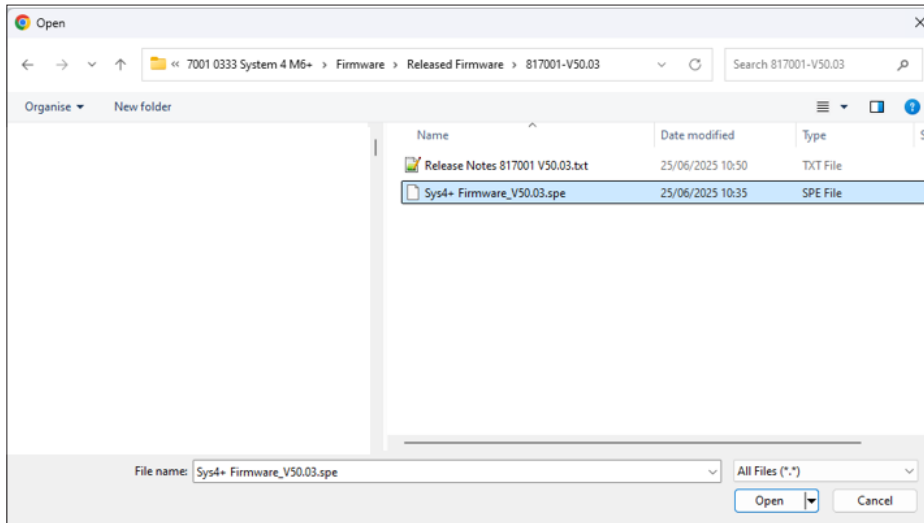 Open
« 7001 0333 System 4 M6+ > Firmware > Released Firmware > 817001-V50.03
Search 817001-V50.03
Organise
New folder
Name
Date modified
Type
S
Release Notes 817001 V50.03.txt
25/06/2025 10:50
TXT File
Sys4+ Firmware_V50.03.spe
25/06/2025 10:35
SPE File
File name:
Sys4+ Firmware_V50.03.spe
All Files (*.*)
Open
Cancel